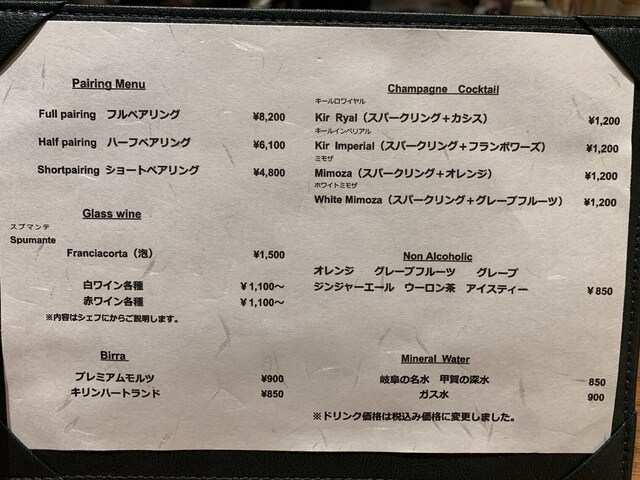 Pairing Menu
Full pairing フルペアリング ¥8,200
Half pairing ハーフペアリング ¥6,100
Shortpairing ショートペアリング ¥4,800
Glass wine
スプマンテ
Spumante
Franciacorta（泡） ¥1,500
白ワイン各種 ¥1,100～
赤ワイン各種 ¥1,100～
※内容はシェフにからご説明します。
Birra
プレミアムモルツ ¥900
キリンハートランド ¥850
Champagne Cocktail
キールロワイヤル
Kir Ryal（スパークリング＋カシス） ¥1,200
キールインペリアル
Kir Imperial（スパークリング＋フランボワーズ） ¥1,200
ミモザ
Mimoza（スパークリング＋オレンジ） ¥1,200
ホワイトミモザ
White Mimoza（スパークリング＋グレープフルーツ） ¥1,200
Non Alcoholic
オレンジ グレープフルーツ グレープ
ジンジャーエール ウーロン茶 アイスティー ¥850
Mineral Water
岐阜の名水 甲賀の深水 850
ガス水 900
※ドリンク価格は税込み価格に変更しました。